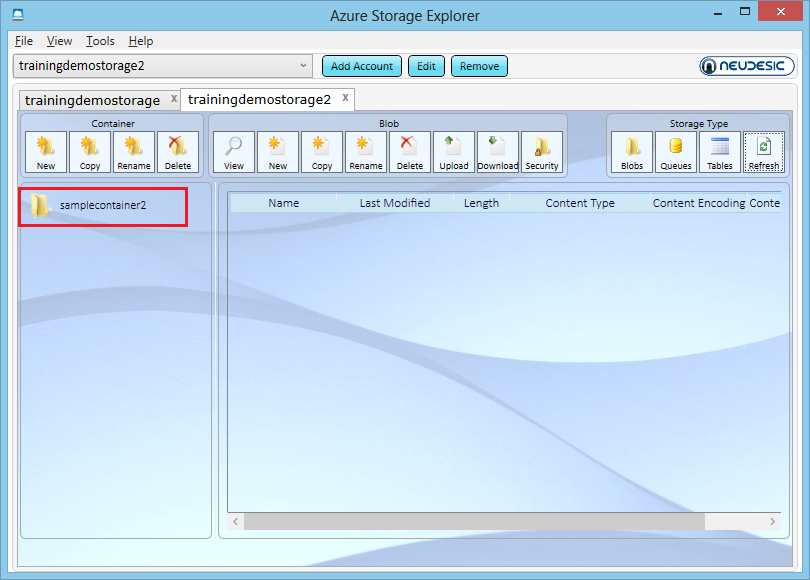 Azure Storage Explorer
File View Tools Help
trainingdemostorage2 Add Account Edit Remove NEUDESIC
trainingdemostorage x trainingdemostorage2 x
Container Blob Storage Type
New Copy Rename Delete View New Copy Rename Delete Upload Download Security Blobs Queues Tables Refresh
samplecontainer2 Name Last Modified Length Content Type Content Encoding Conte